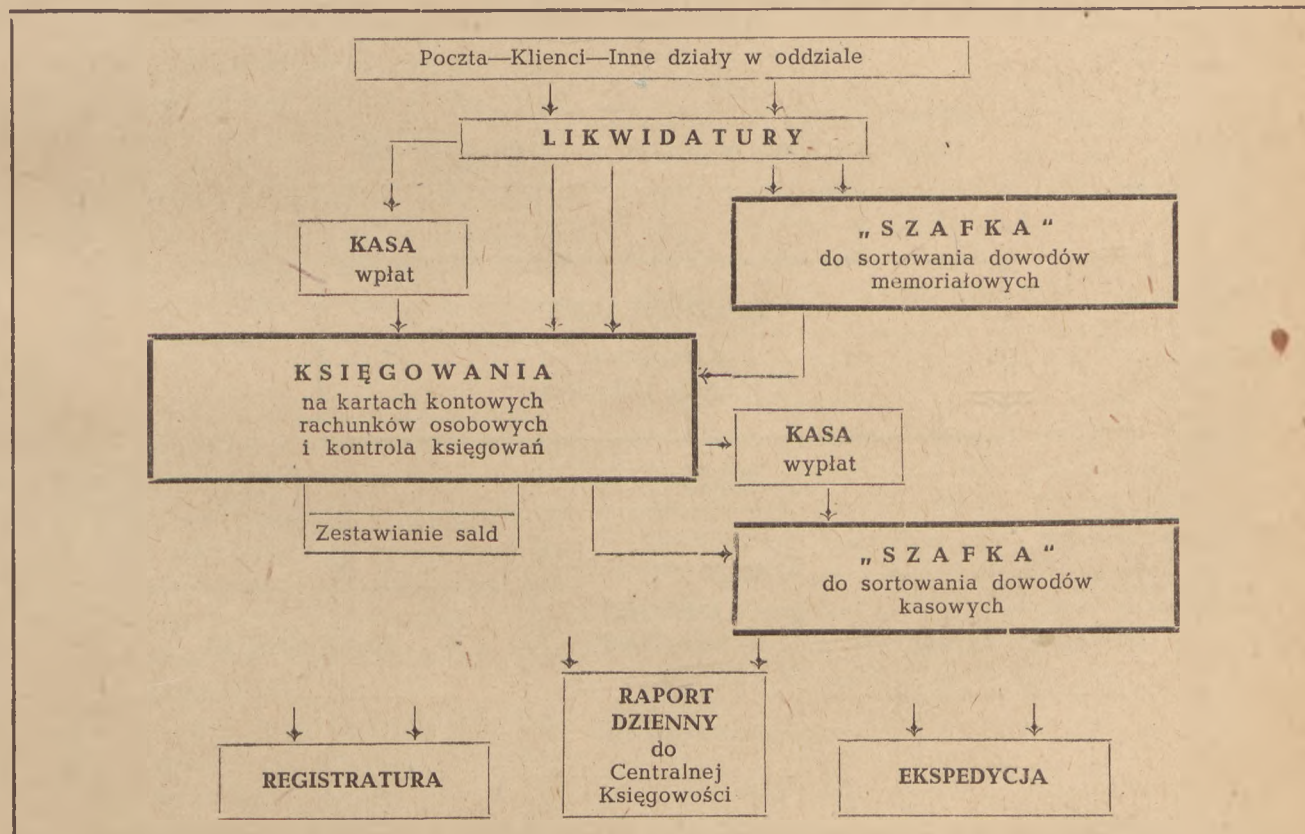 Poczta—Klienci—Inne działy w oddziale
LIKWIDATURY
KASA
wpłat
„SZAFKA“
do sortowania dowodów
memoriałowych
KSIĘGOWANIA
na kartach kontowych
rachunków osobowych
i kontrola księgowań
KASA
wypłat
Zestawianie sald
„SZAFKA“
do sortowania dowodów
kasowych
RAPORT
DZIENNY
do
Centralnej
Księgowości
REGISTRATURA
EKSPEDYCJA